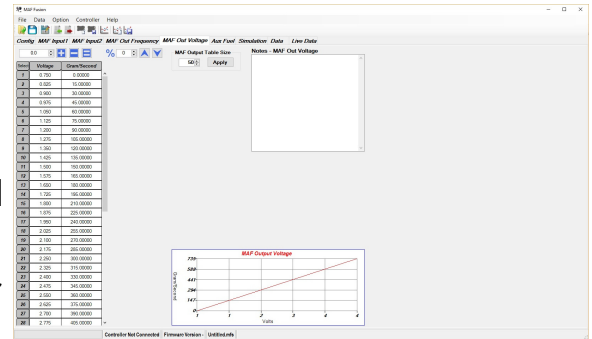 MAF Fusion
File Data Option Controller Help
Config MAF Input1 MAF Input2 MAF Out Frequency MAF Out Voltage Aux Fuel Simulation Data Live Data
0.0 % 0
MAF Output Table Size
50 Apply
Notes - MAF Out Voltage
Select Voltage Gram/Second
1 0.750 0.00000
2 0.825 15.00000
3 0.900 30.00000
4 0.975 45.00000
5 1.050 60.00000
6 1.125 75.00000
7 1.200 90.00000
8 1.275 105.00000
9 1.350 120.00000
10 1.425 135.00000
11 1.500 150.00000
12 1.575 165.00000
13 1.650 180.00000
14 1.725 195.00000
15 1.800 210.00000
16 1.875 225.00000
17 1.950 240.00000
18 2.025 255.00000
19 2.100 270.00000
20 2.175 285.00000
21 2.250 300.00000
22 2.325 315.00000
23 2.400 330.00000
24 2.475 345.00000
25 2.550 360.00000
26 2.625 375.00000
27 2.700 390.00000
28 2.775 405.00000
MAF Output Voltage
Gram/Second
735
588
441
294
147
0
1 1 2 3 4 4
Volts
Controller Not Connected Firmware Version - Untitled.mfs